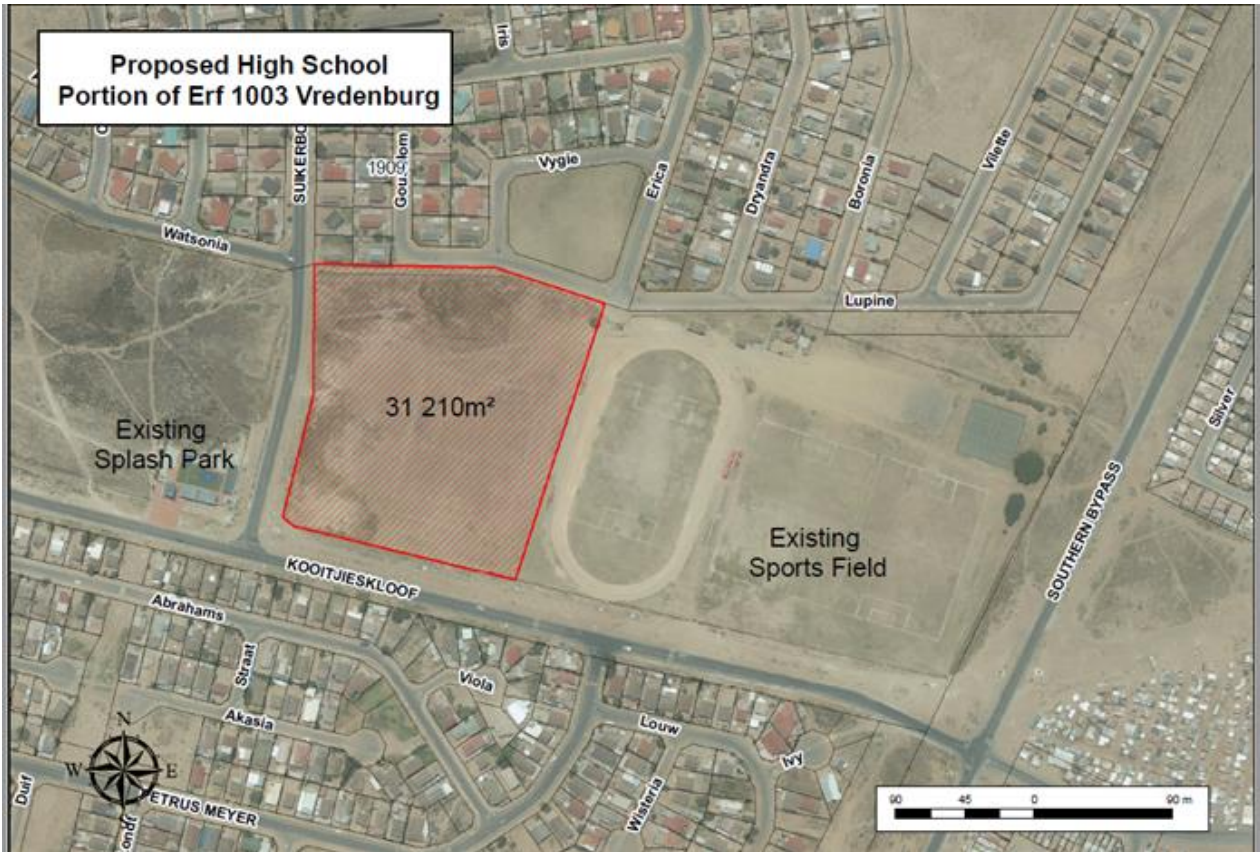 Proposed High School
Portion of Erf 1003 Vredenburg
Iris
SUIKERBO
1909
Vygie
Erica
Dryandra
Boronia
Vilette
Watsonia
Lupine
31 210m²
Existing
Splash Park
Silver
SOUTHERN BYPASS
Existing
Sports Field
KOOITJIESKLOOF
Abrahams
Straat
Viola
Akasia
Louw
Ivy
Wisteria
N
W
E
Duif
ETRUS MEYER
90 45 0 90 m